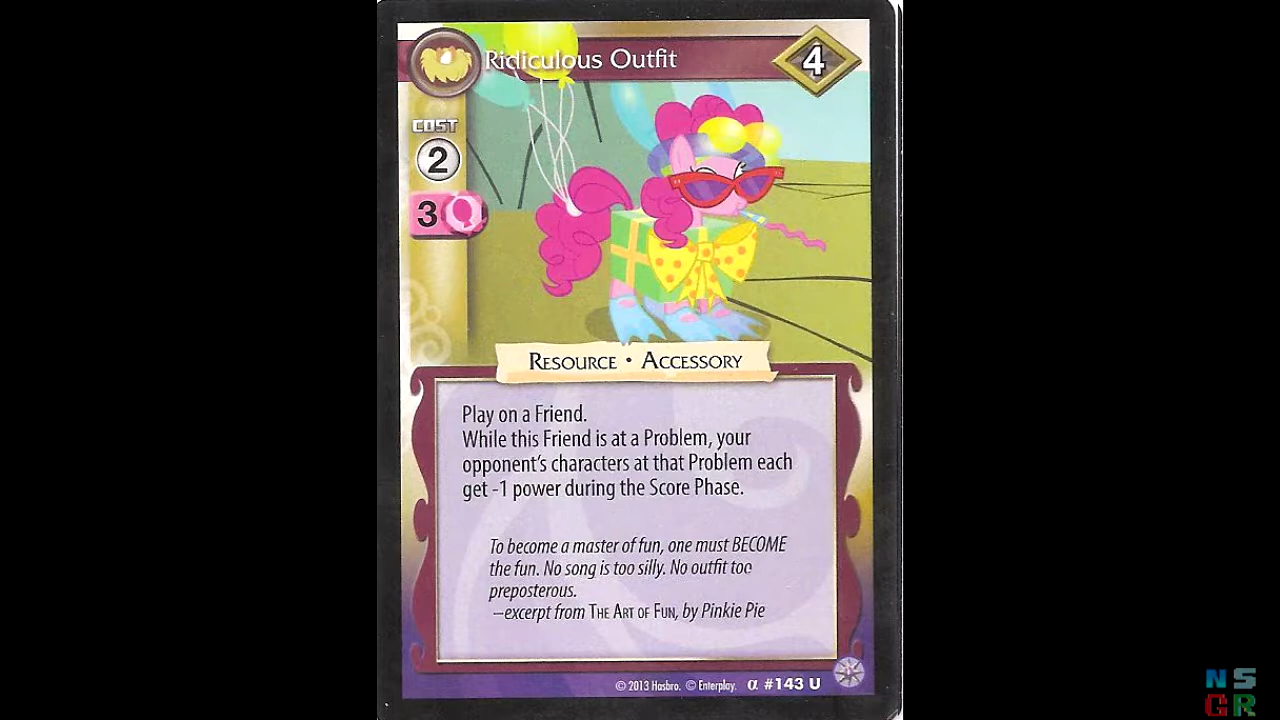 Ridiculous Outfit
4
COST
2
3
RESOURCE • ACCESSORY
Play on a Friend.
While this Friend is at a Problem, your
opponent's characters at that Problem each
get -1 power during the Score Phase.
To become a master of fun, one must BECOME
the fun. No song is too silly. No outfit too
preposterous.
–excerpt from THE ART OF FUN, by Pinkie Pie
© 2013 Hasbro. © Enterplay. α #143 U
NS
GR